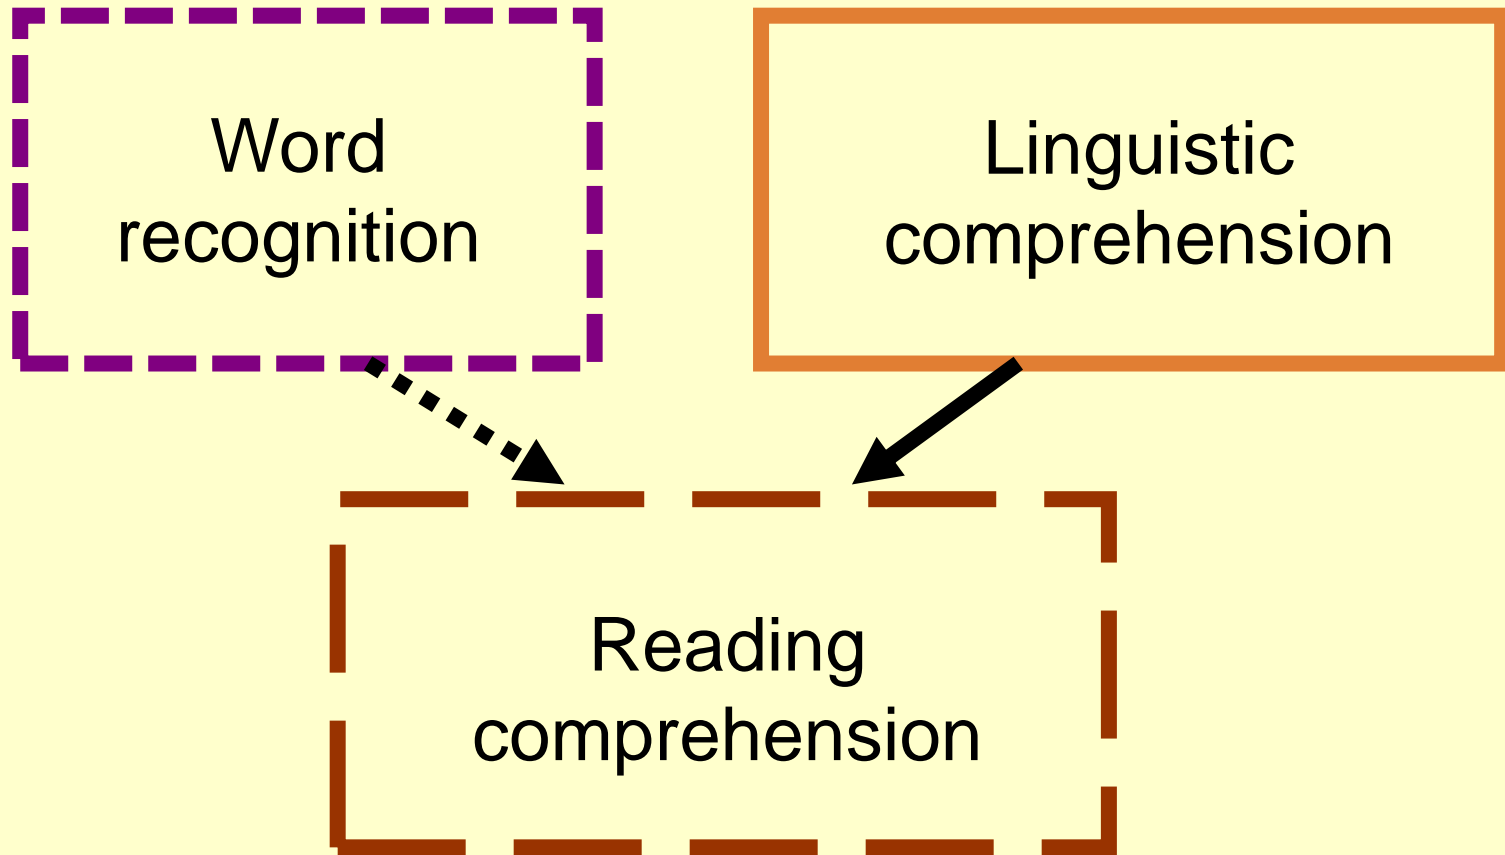 Word
recognition
Linguistic
comprehension
Reading
comprehension